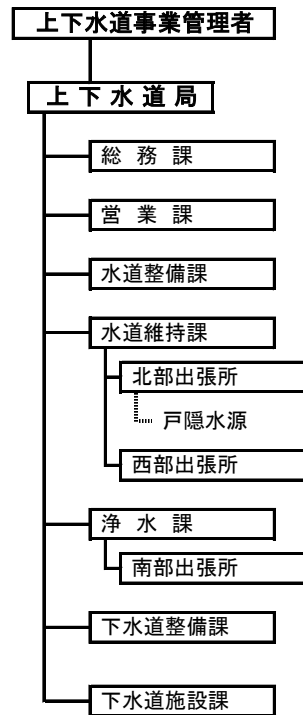 上下水道事業管理者
上下水道局
総務課
営業課
水道整備課
水道維持課
北部出張所
戸隠水源
西部出張所
浄水課
南部出張所
下水道整備課
下水道施設課